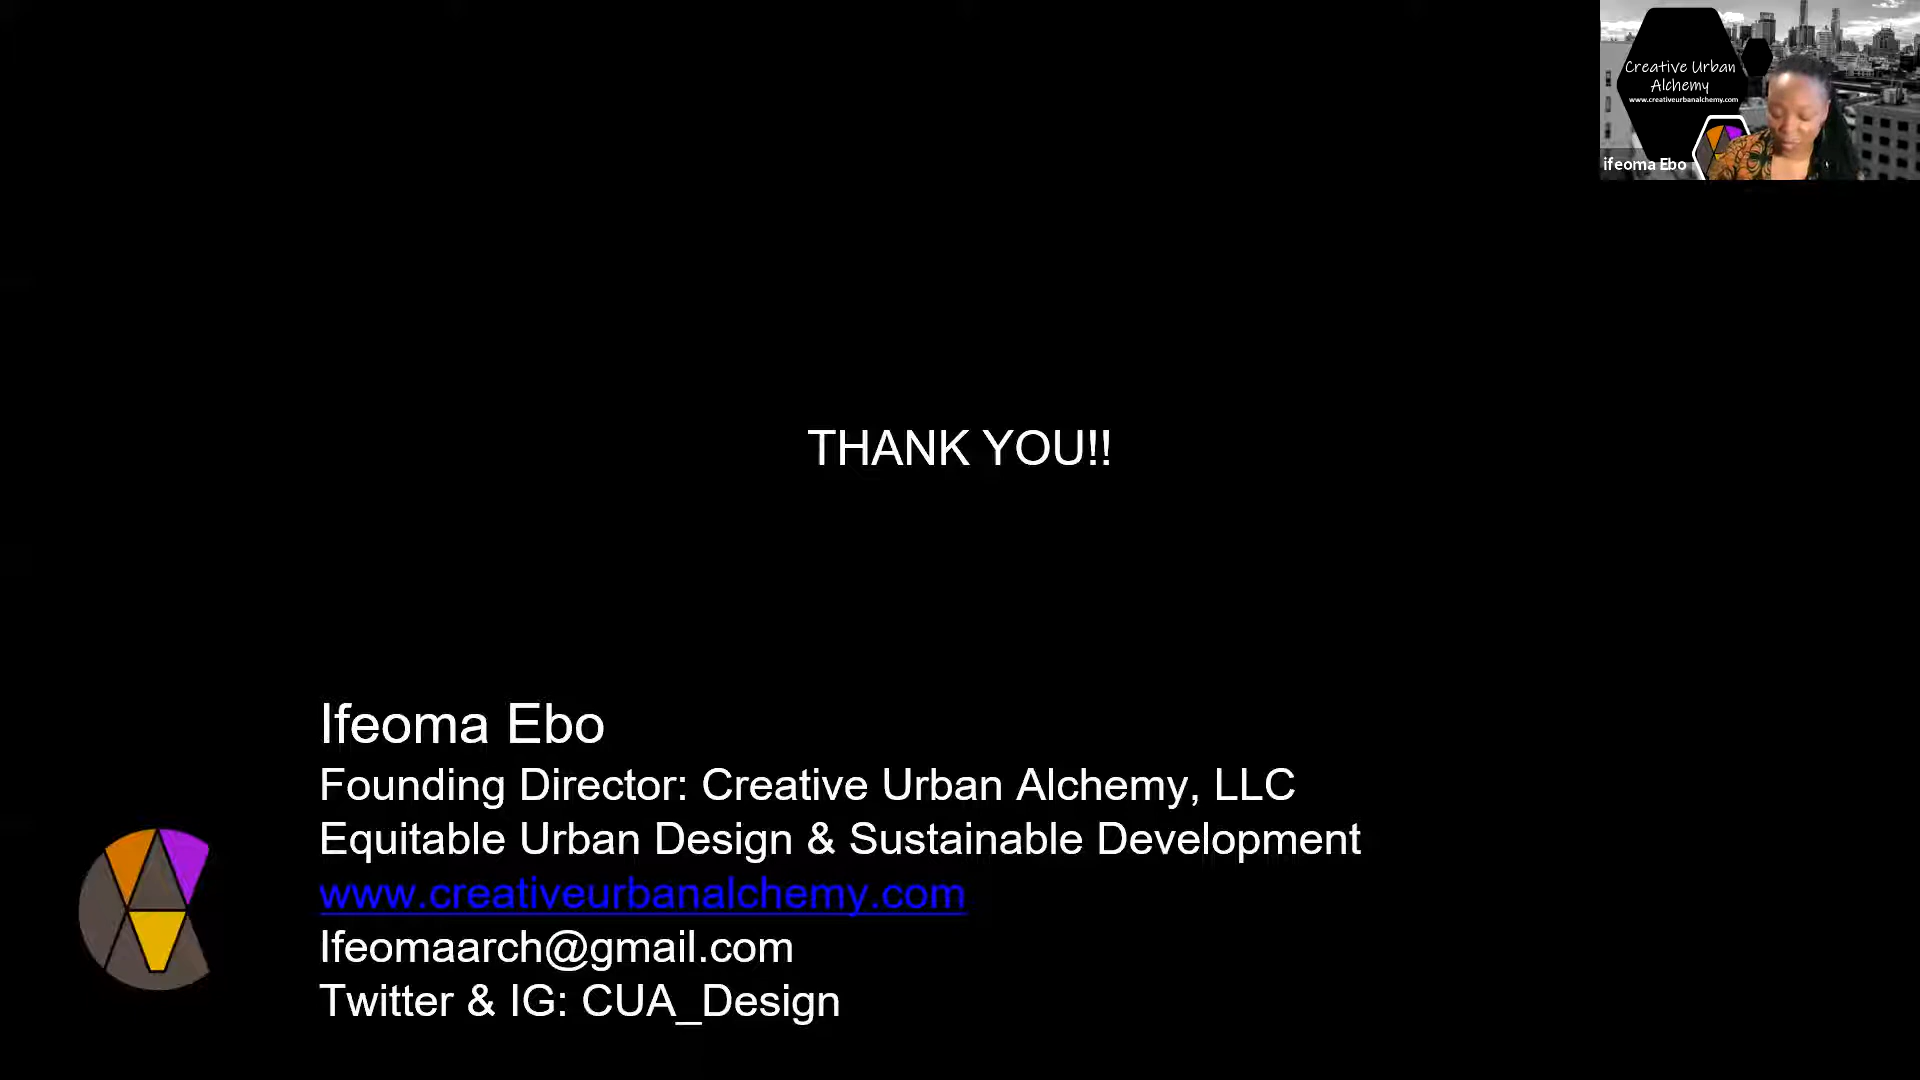 Creative Urban
Alchemy
www.creativeurbanalchemy.com
ifeoma Ebo
THANK YOU!!
Ifeoma Ebo
Founding Director: Creative Urban Alchemy, LLC
Equitable Urban Design & Sustainable Development
www.creativeurbanalchemy.com
Ifeomaarch@gmail.com
Twitter & IG: CUA_Design